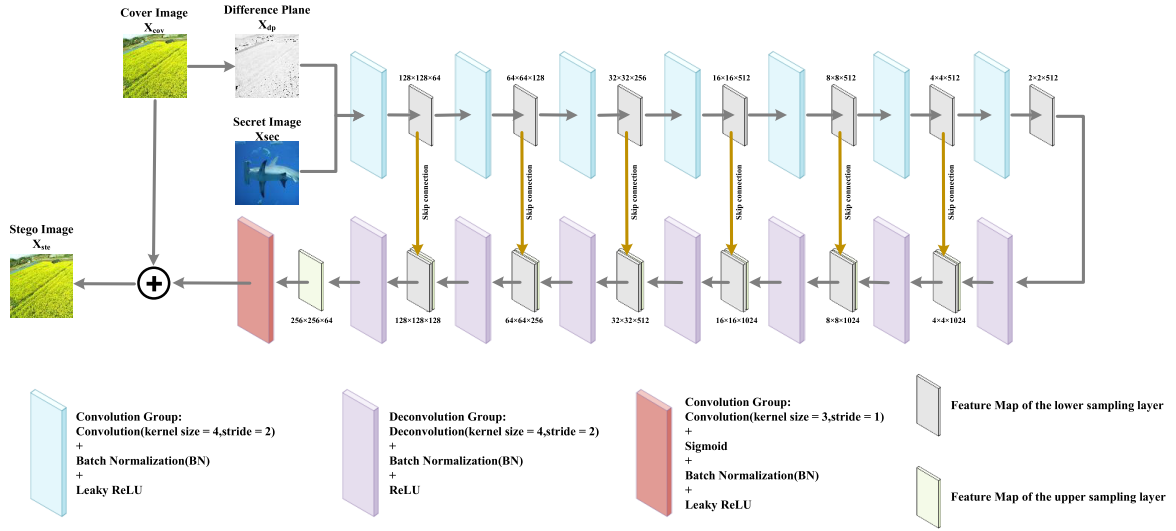 Cover Image
Xcov
Difference Plane
Xdp
Secret Image
Xsec
128×128×64
64×64×128
32×32×256
16×16×512
8×8×512
4×4×512
2×2×512
Skip connection
Skip connection
Skip connection
Skip connection
Skip connection
Skip connection
Stego Image
Xste
256×256×64
128×128×128
64×64×256
32×32×512
16×16×1024
8×8×1024
4×4×1024
Convolution Group:
Convolution(kernel size = 4,stride = 2)
+
Batch Normalization(BN)
+
Leaky ReLU
Deconvolution Group:
Deconvolution(kernel size = 4,stride = 2)
+
Batch Normalization(BN)
+
ReLU
Convolution Group:
Convolution(kernel size = 3,stride = 1)
+
Sigmoid
+
Batch Normalization(BN)
+
Leaky ReLU
Feature Map of the lower sampling layer
Feature Map of the upper sampling layer